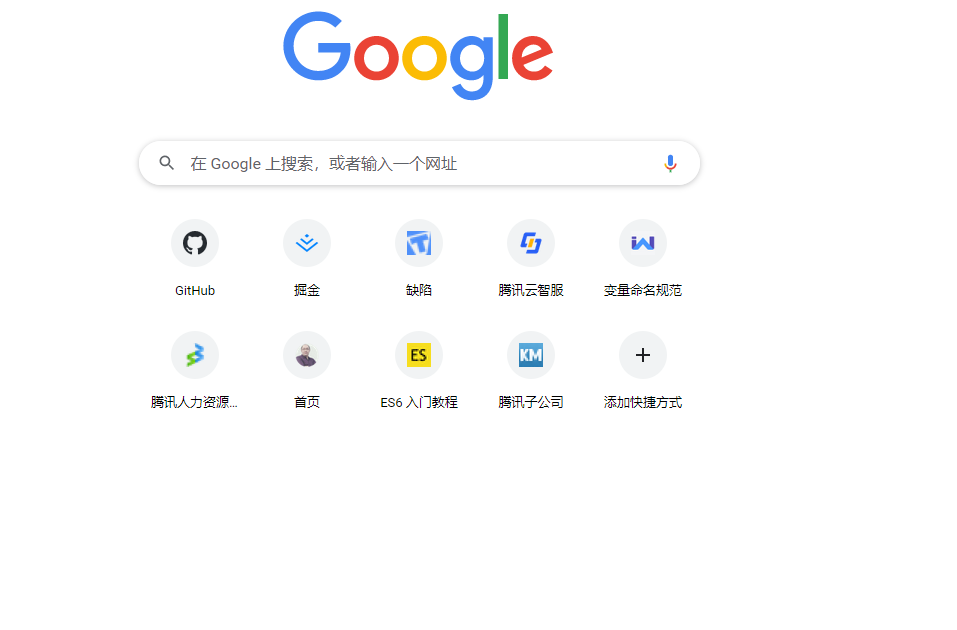 Google
在 Google 上搜索，或者输入一个网址
GitHub
掘金
缺陷
腾讯云智服
变量命名规范
ES
KM
腾讯人力资源...
首页
ES6 入门教程
腾讯子公司
添加快捷方式